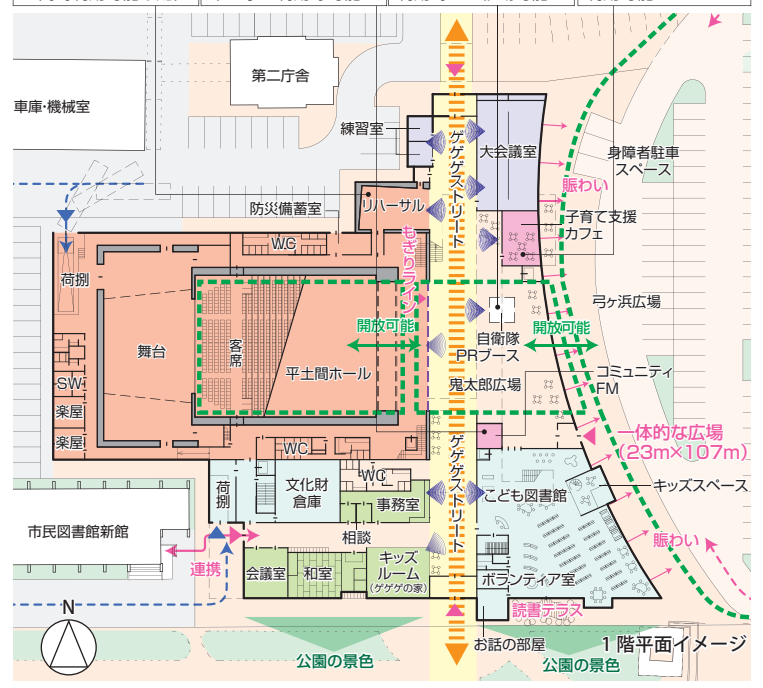 第二庁舎
車庫・機械室
練習室
大会議室
身障者駐車
スペース
賑わい
ゲゲゲストリート
防災備蓄室
リハーサル
子育て支援
カフェ
WC
もぎりライン
荷捌
弓ヶ浜広場
開放可能
開放可能
舞台
客席
平土間ホール
自衛隊
PRブース
鬼太郎広場
コミュニティ
FM
SW
楽屋
楽屋
一体的な広場
(23m×107m)
WC
WC
ゲゲゲストリート
荷捌
文化財
倉庫
事務室
こども図書館
キッズスペース
市民図書館新館
相談
賑わい
連携
会議室
和室
キッズ
ルーム
(ゲゲゲの家)
ボランティア室
読書テラス
N
お話の部屋
1階平面イメージ
公園の景色
公園の景色